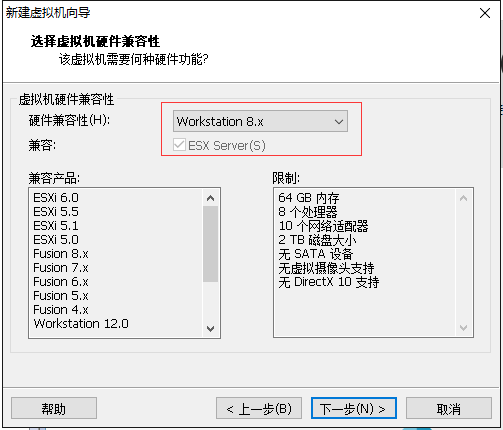 新建虚拟机向导
选择虚拟机硬件兼容性
该虚拟机需要何种硬件功能?
虚拟机硬件兼容性
硬件兼容性(H):
Workstation 8.x
兼容:
ESX Server(S)
兼容产品:
ESXi 6.0
ESXi 5.5
ESXi 5.1
ESXi 5.0
Fusion 8.x
Fusion 7.x
Fusion 6.x
Fusion 5.x
Fusion 4.x
Workstation 12.0
限制:
64 GB 内存
8 个处理器
10 个网络适配器
2 TB 磁盘大小
无 SATA 设备
无虚拟摄像头支持
无 DirectX 10 支持
帮助
< 上一步(B)
下一步(N) >
取消